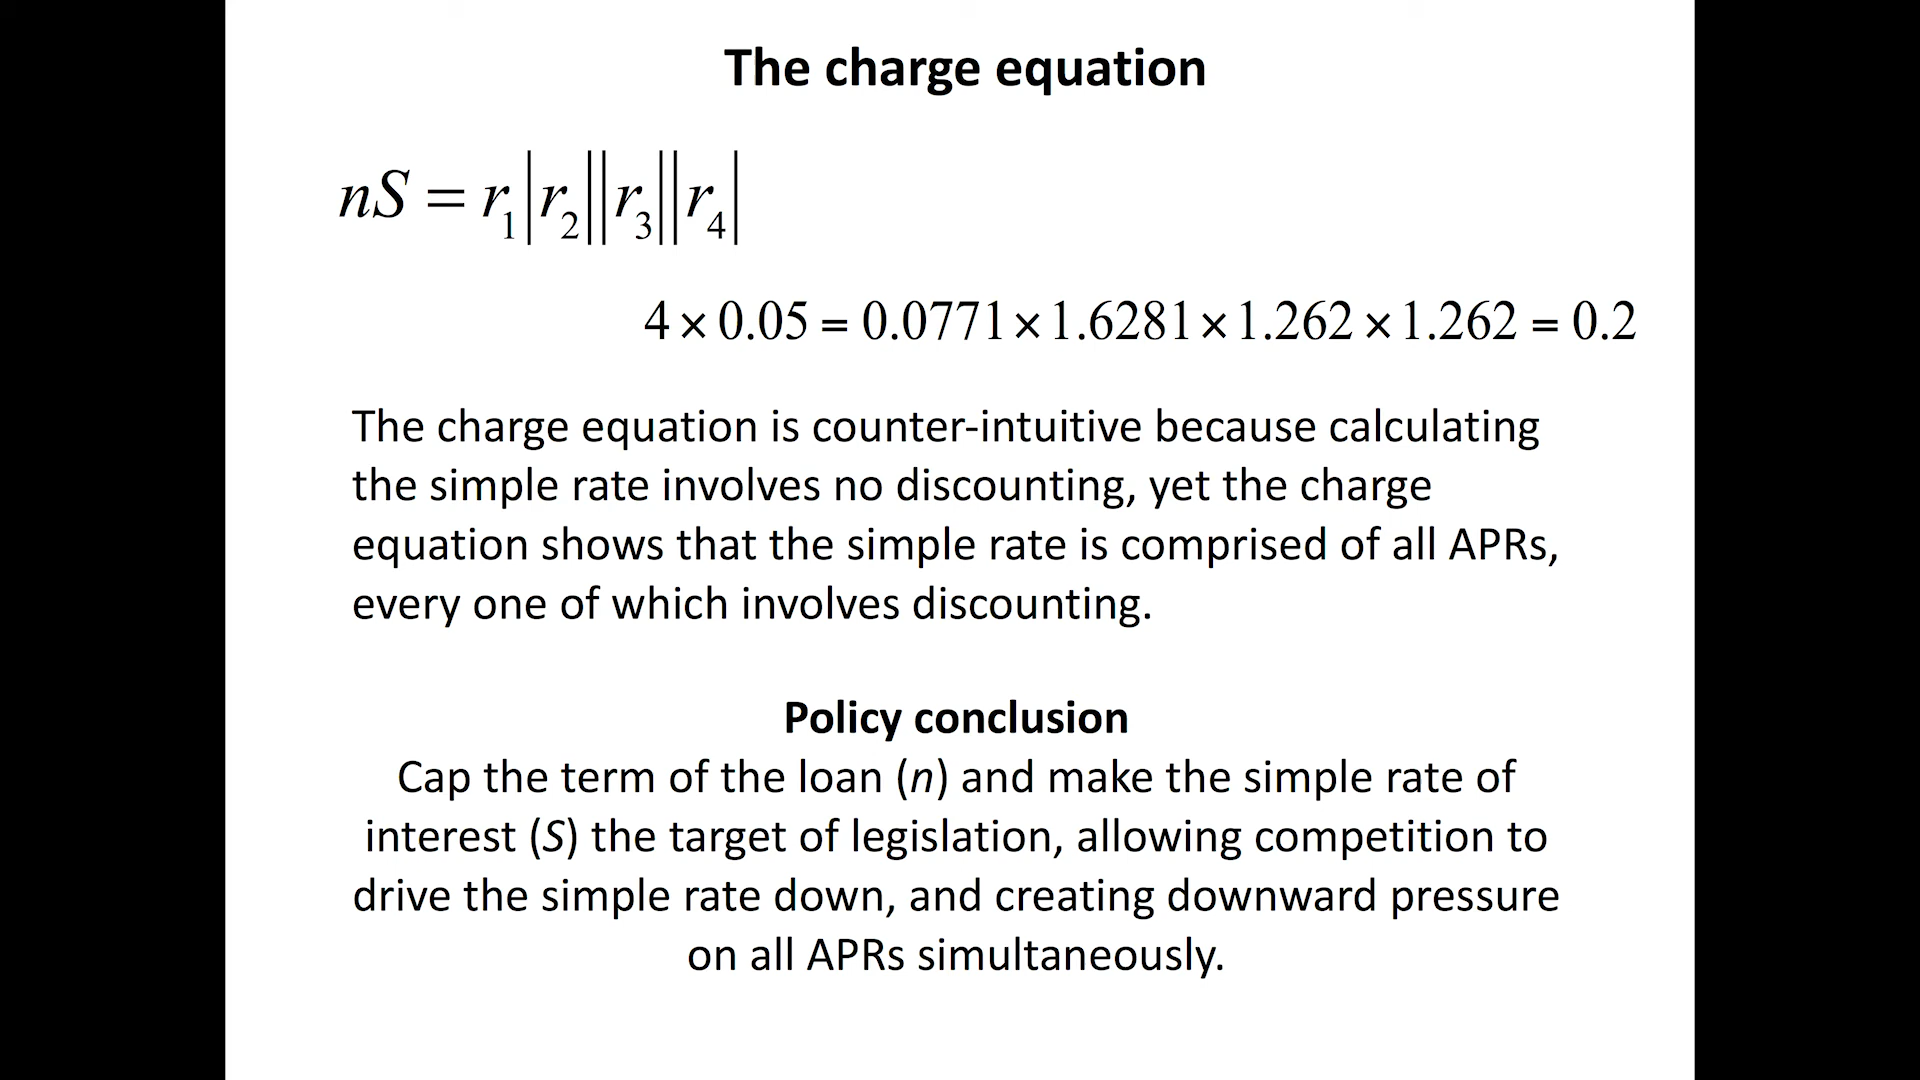 The charge equation
nS = r₁|r₂||r₃||r₄|
4 × 0.05 = 0.0771 × 1.6281 × 1.262 × 1.262 = 0.2
The charge equation is counter-intuitive because calculating
the simple rate involves no discounting, yet the charge
equation shows that the simple rate is comprised of all APRs,
every one of which involves discounting.
Policy conclusion
Cap the term of the loan (n) and make the simple rate of
interest (S) the target of legislation, allowing competition to
drive the simple rate down, and creating downward pressure
on all APRs simultaneously.